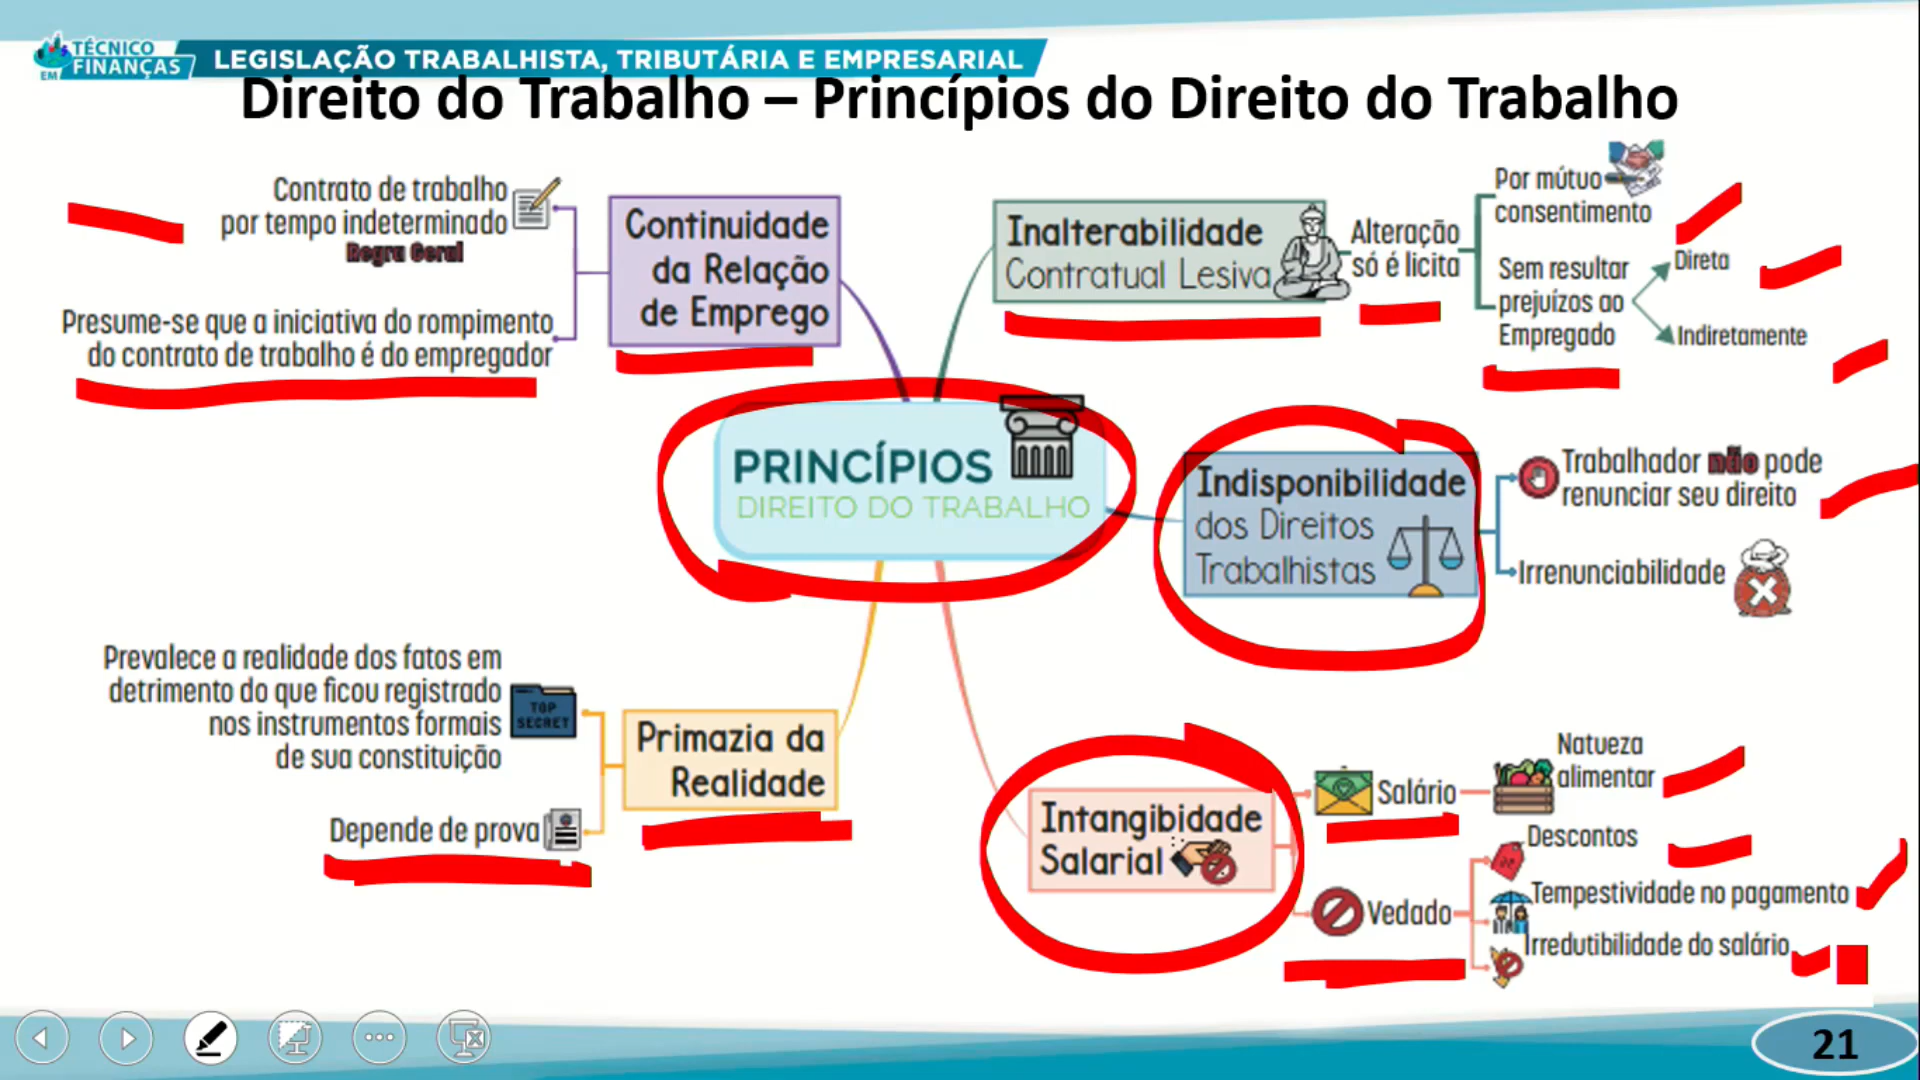 TÉCNICO
EM FINANÇAS
LEGISLAÇÃO TRABALHISTA, TRIBUTÁRIA E EMPRESARIAL
Direito do Trabalho – Princípios do Direito do Trabalho
Contrato de trabalho
por tempo indeterminado
Regra Geral
Presume-se que a iniciativa do rompimento
do contrato de trabalho é do empregador
Continuidade
da Relação
de Emprego
Inalterabilidade
Contratual Lesiva
Alteração
só é licita
Por mútuo
consentimento
Sem resultar
prejuízos ao
Empregado
Direta
Indiretamente
PRINCÍPIOS
DIREITO DO TRABALHO
Indisponibilidade
dos Direitos
Trabalhistas
Trabalhador não pode
renunciar seu direito
Irrenunciabilidade
Prevalece a realidade dos fatos em
detrimento do que ficou registrado
nos instrumentos formais
de sua constituição
TOP
SECRET
Depende de prova
Primazia da
Realidade
Intangibidade
Salarial
Salário
Natueza
alimentar
Vedado
Descontos
Tempestividade no pagamento
Irredutibilidade do salário
21